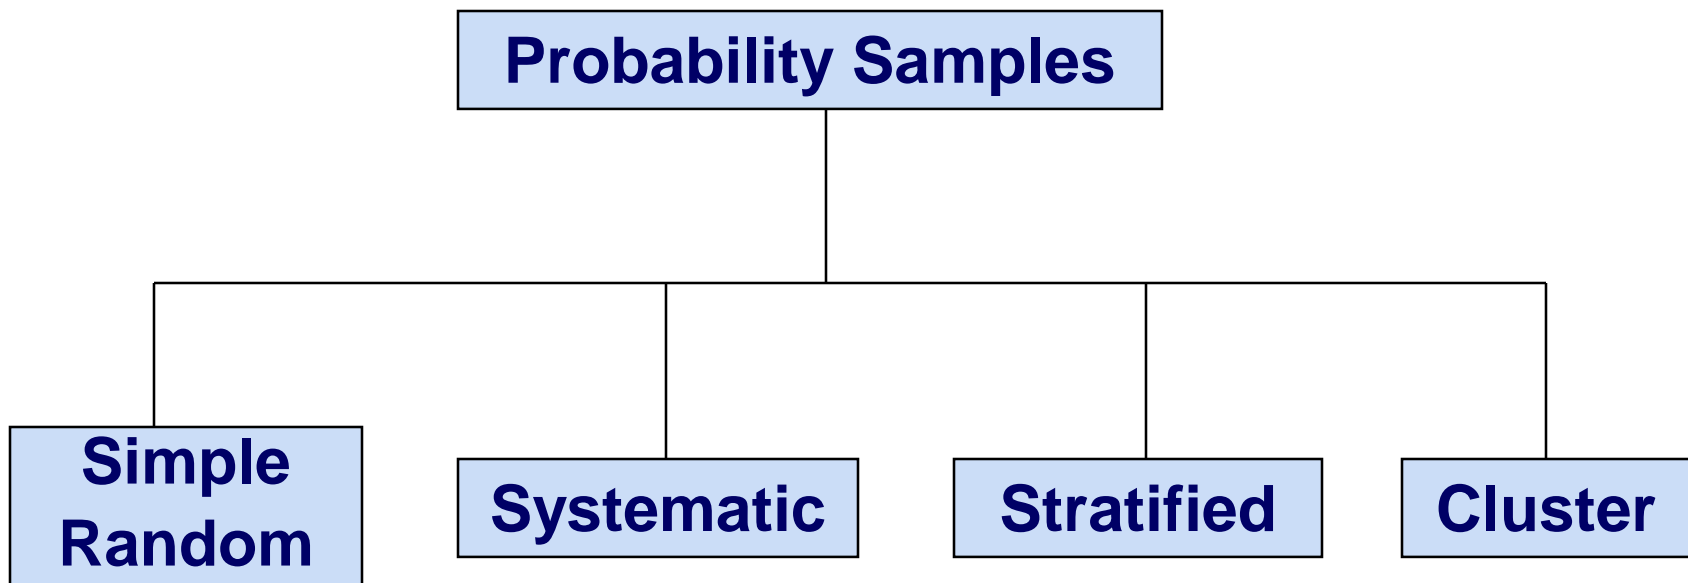 Probability Samples
Simple
Random
Systematic
Stratified
Cluster